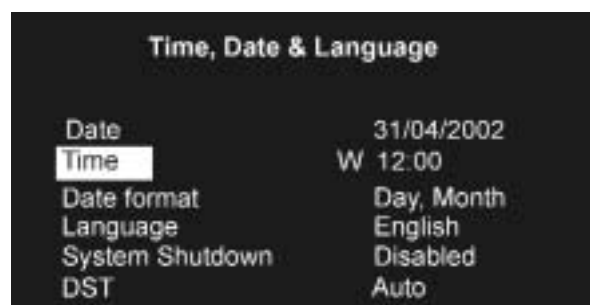 Time, Date & Language
Date 31/04/2002
Time W 12:00
Date format Day, Month
Language English
System Shutdown Disabled
DST Auto